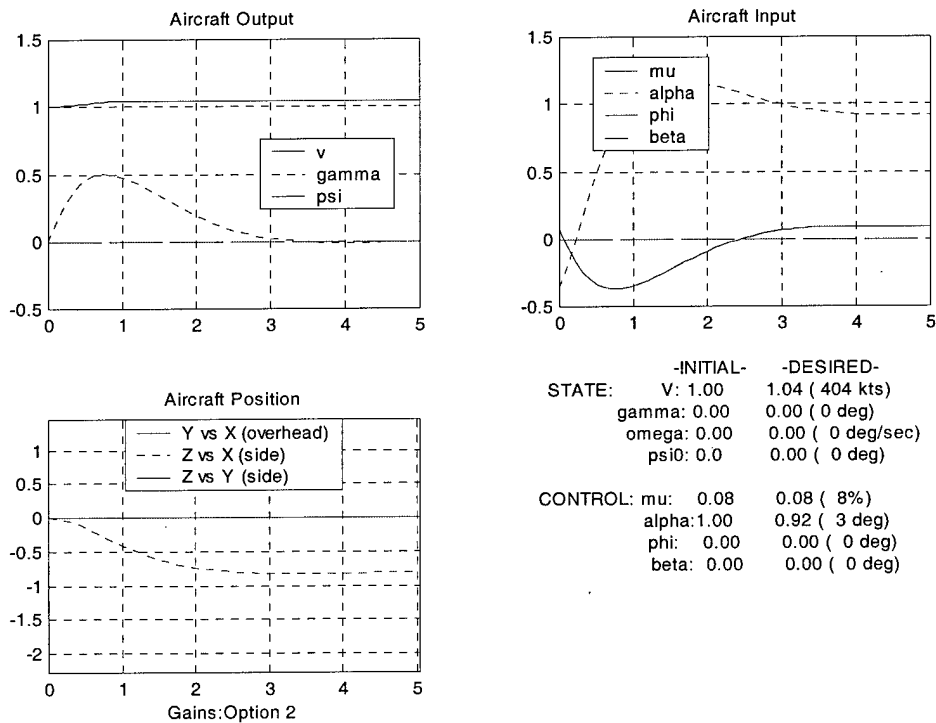 Aircraft Output
1.5
1
0.5
0
-0.5
0 1 2 3 4 5
v
gamma
psi
Aircraft Input
1.5
1
0.5
0
-0.5
0 1 2 3 4 5
mu
alpha
phi
beta
Aircraft Position
1
0.5
0
-0.5
-1
-1.5
-2
0 1 2 3 4 5
Y vs X (overhead)
Z vs X (side)
Z vs Y (side)
Gains:Option 2
-INITIAL- -DESIRED-
STATE: V: 1.00 1.04 ( 404 kts)
gamma: 0.00 0.00 ( 0 deg)
omega: 0.00 0.00 ( 0 deg/sec)
psi0: 0.0 0.00 ( 0 deg)
CONTROL: mu: 0.08 0.08 ( 8%)
alpha:1.00 0.92 ( 3 deg)
phi: 0.00 0.00 ( 0 deg)
beta: 0.00 0.00 ( 0 deg)